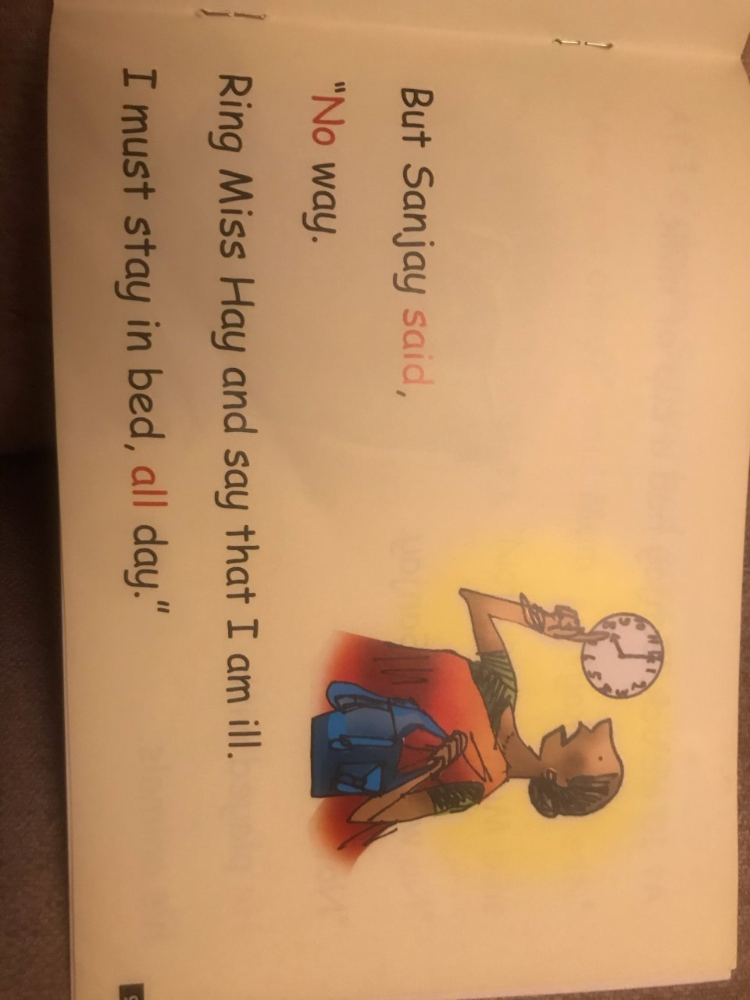 But Sanjay said,
"No way.
Ring Miss Hay and say that I am ill.
I must stay in bed, all day."